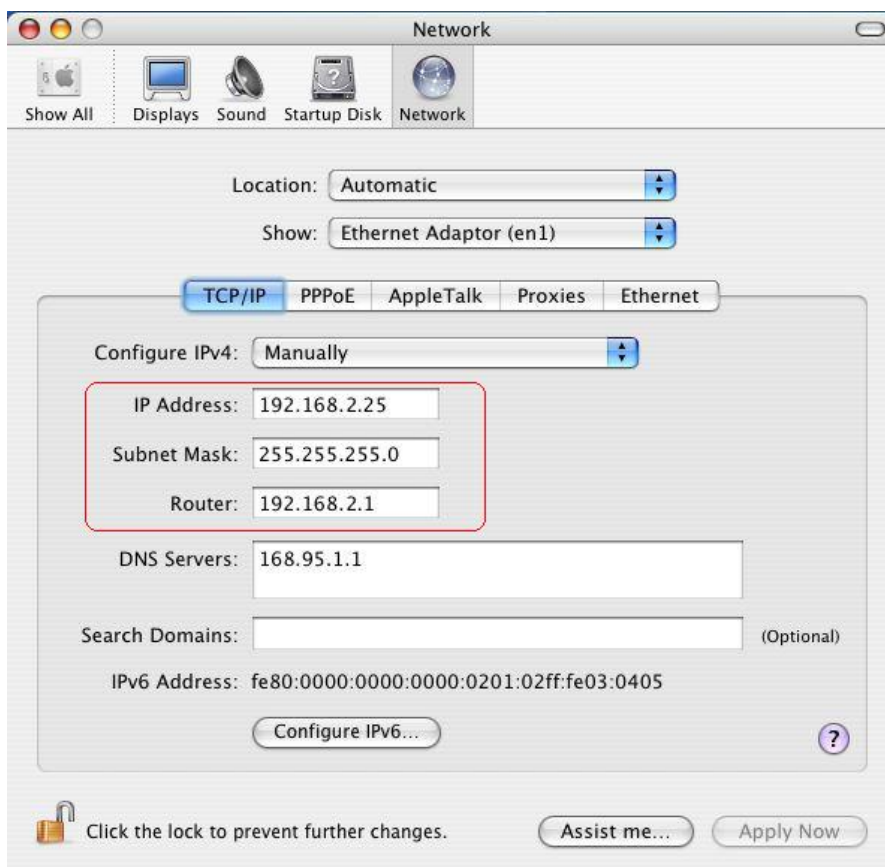 Network
Show All Displays Sound Startup Disk Network
Location: Automatic
Show: Ethernet Adaptor (en1)
TCP/IP PPPoE AppleTalk Proxies Ethernet
Configure IPv4: Manually
IP Address: 192.168.2.25
Subnet Mask: 255.255.255.0
Router: 192.168.2.1
DNS Servers: 168.95.1.1
Search Domains: (Optional)
IPv6 Address: fe80:0000:0000:0000:0201:02ff:fe03:0405
Configure IPv6...
?
Click the lock to prevent further changes. Assist me... Apply Now